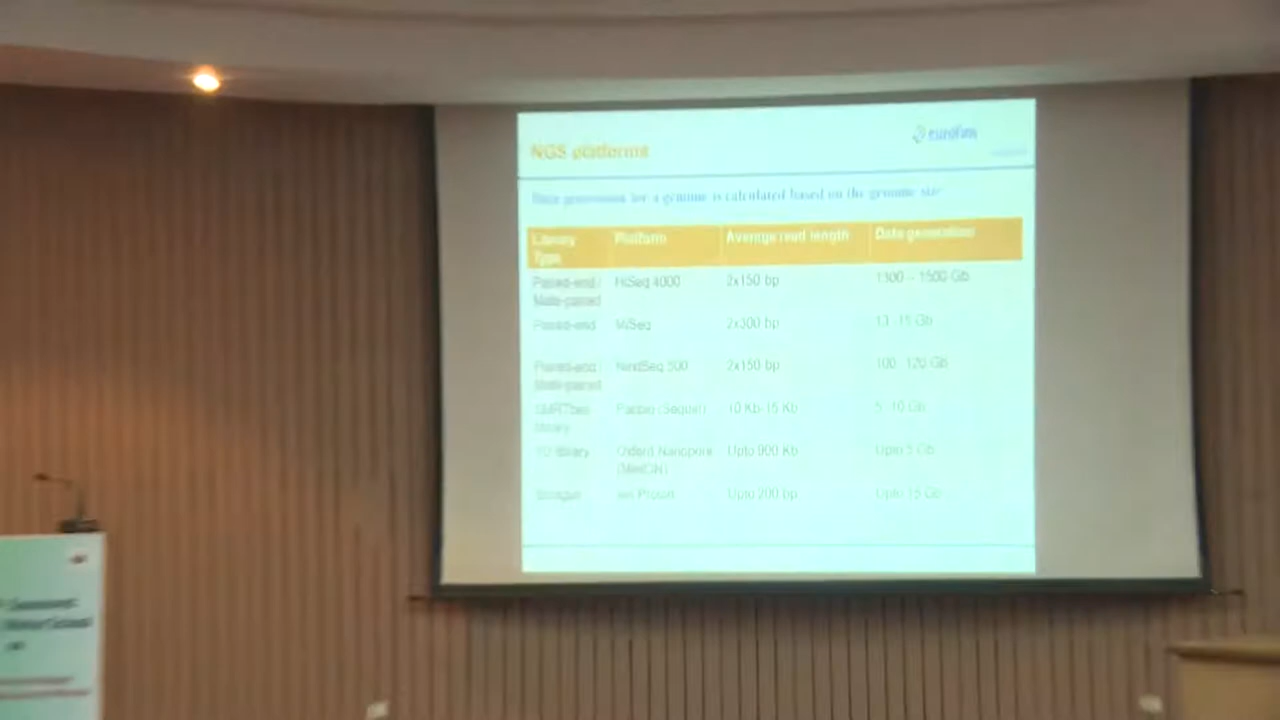 eurofins
NGS platforms
Data generation for a genome is calculated based on the genome size
Library Type Platform Average read length Data generation
Paired-end / Mate-paired HiSeq 4000 2x150 bp 1300 - 1500 Gb
Paired-end MiSeq 2x300 bp 13-15 Gb
Paired-end / Mate-paired NextSeq 500 2x150 bp 100-120 Gb
library Pacbio (Sequel) 10 Kb-15 Kb 5-10 Gb
library Oxford Nanopore (MinION) Upto 900 Kb Upto 5 Gb
Shotgun Ion Proton Upto 200 bp Upto 15 Gb